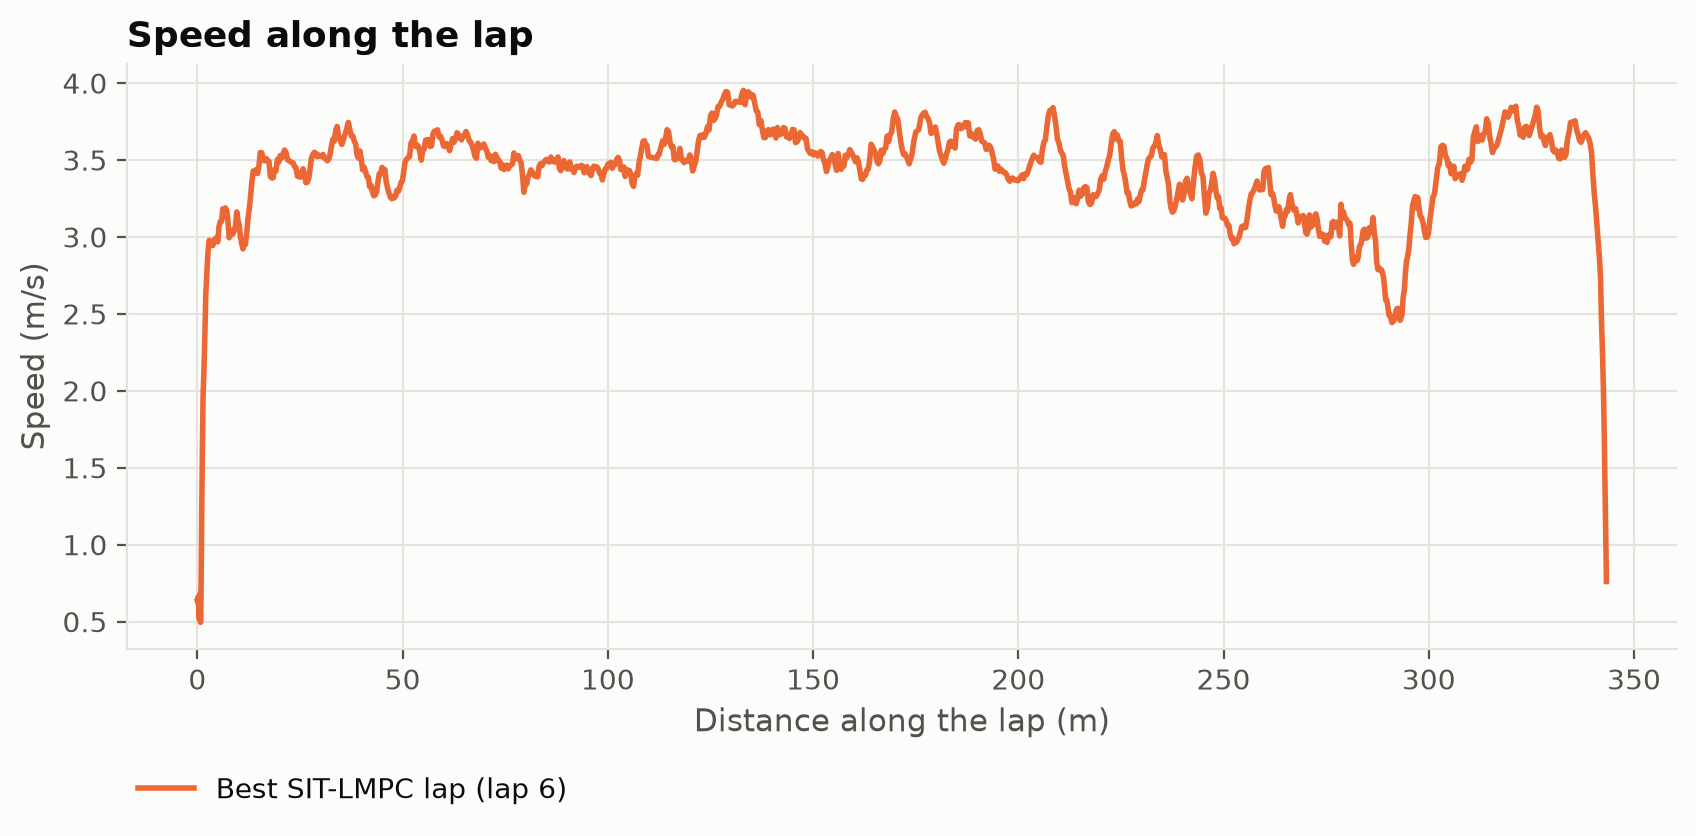 Speed along the lap
4.0
3.5
3.0
2.5
2.0
1.5
1.0
0.5
Speed (m/s)
0 50 100 150 200 250 300 350
Distance along the lap (m)
Best SIT-LMPC lap (lap 6)